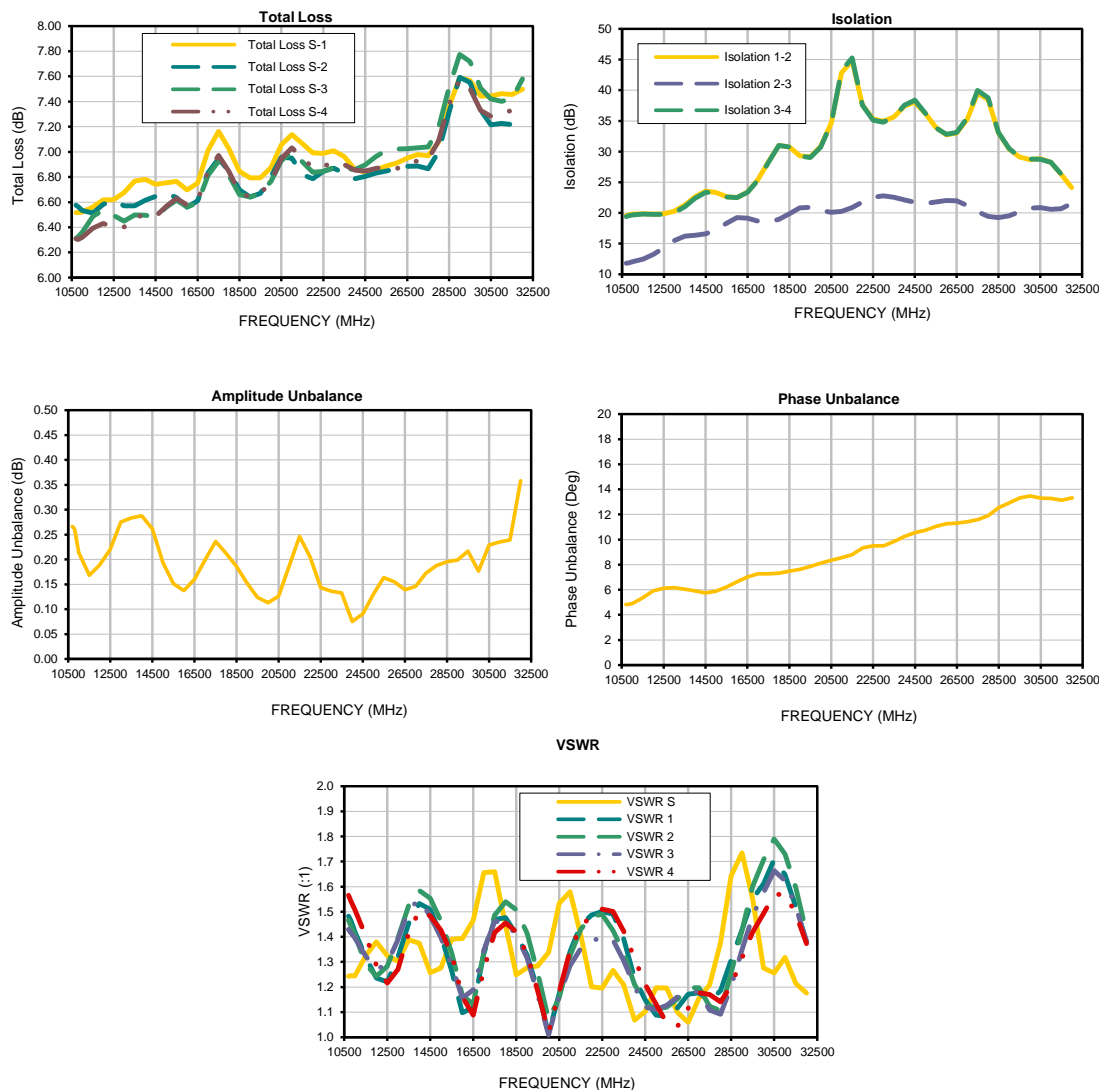 Total Loss
Total Loss (dB)
8.00
7.80
7.60
7.40
7.20
7.00
6.80
6.60
6.40
6.20
6.00
Total Loss S-1
Total Loss S-2
Total Loss S-3
Total Loss S-4
10500 12500 14500 16500 18500 20500 22500 24500 26500 28500 30500 32500
FREQUENCY (MHz)
Isolation
Isolation (dB)
50
45
40
35
30
25
20
15
10
Isolation 1-2
Isolation 2-3
Isolation 3-4
10500 12500 14500 16500 18500 20500 22500 24500 26500 28500 30500 32500
FREQUENCY (MHz)
Amplitude Unbalance
Amplitude Unbalance (dB)
0.50
0.45
0.40
0.35
0.30
0.25
0.20
0.15
0.10
0.05
0.00
10500 12500 14500 16500 18500 20500 22500 24500 26500 28500 30500 32500
FREQUENCY (MHz)
Phase Unbalance
Phase Unbalance (Deg)
20
18
16
14
12
10
8
6
4
2
0
10500 12500 14500 16500 18500 20500 22500 24500 26500 28500 30500 32500
FREQUENCY (MHz)
VSWR
VSWR (:1)
2.0
1.9
1.8
1.7
1.6
1.5
1.4
1.3
1.2
1.1
1.0
VSWR S
VSWR 1
VSWR 2
VSWR 3
VSWR 4
10500 12500 14500 16500 18500 20500 22500 24500 26500 28500 30500 32500
FREQUENCY (MHz)